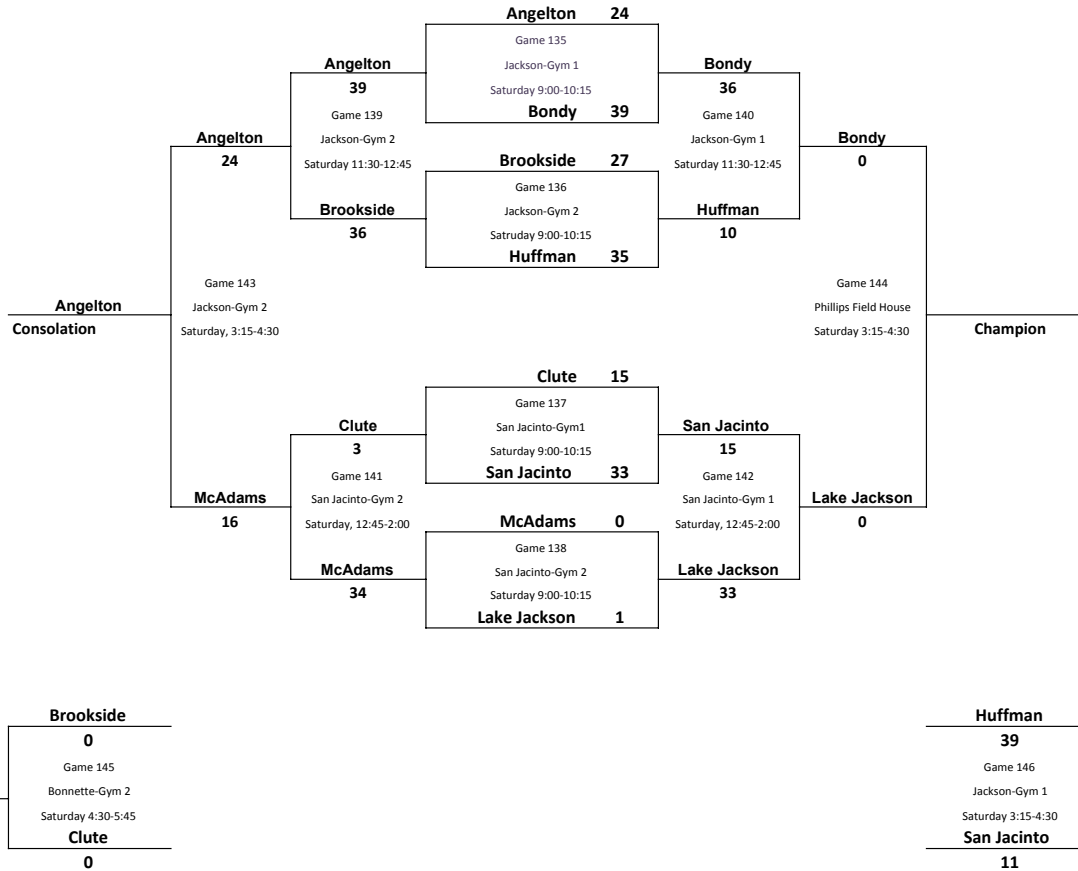 Angelton 24
Game 135
Angelton Jackson-Gym 1 Bondy
39 Saturday 9:00-10:15 36
Game 139 Bondy 39 Game 140
Angelton Jackson-Gym 2 Jackson-Gym 1 Bondy
24 Saturday 11:30-12:45 Brookside 27 Saturday 11:30-12:45 0
Game 136
Brookside Jackson-Gym 2 Huffman
36 Satruday 9:00-10:15 10
Huffman 35
Game 143 Game 144
Angelton Jackson-Gym 2 Phillips Field House
Consolation Saturday, 3:15-4:30 Saturday 3:15-4:30 Champion
Clute 15
Game 137
Clute San Jacinto-Gym1 San Jacinto
3 Saturday 9:00-10:15 15
Game 141 San Jacinto 33 Game 142
McAdams San Jacinto-Gym 2 San Jacinto-Gym 1 Lake Jackson
16 Saturday, 12:45-2:00 McAdams 0 Saturday, 12:45-2:00 0
Game 138
McAdams San Jacinto-Gym 2 Lake Jackson
34 Saturday 9:00-10:15 33
Lake Jackson 1
Brookside Huffman
0 39
Game 145 Game 146
Bonnette-Gym 2 Jackson-Gym 1
Saturday 4:30-5:45 Saturday 3:15-4:30
Clute San Jacinto
0 11